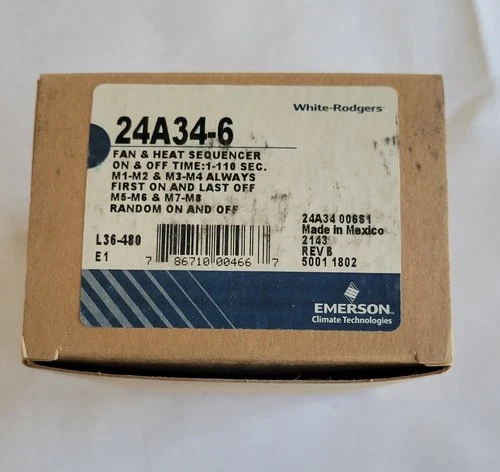 White-Rodgers
24A34-6
FAN & HEAT SEQUENCER
ON & OFF TIME:1-110 SEC.
M1-M2 & M3-M4 ALWAYS
FIRST ON AND LAST OFF
M5-M6 & M7-M8
RANDOM ON AND OFF
L36-480
E1
7 86710 00466 7
24A34 006S1
Made in Mexico
2143
REV B
5001 1802
EMERSON
Climate Technologies